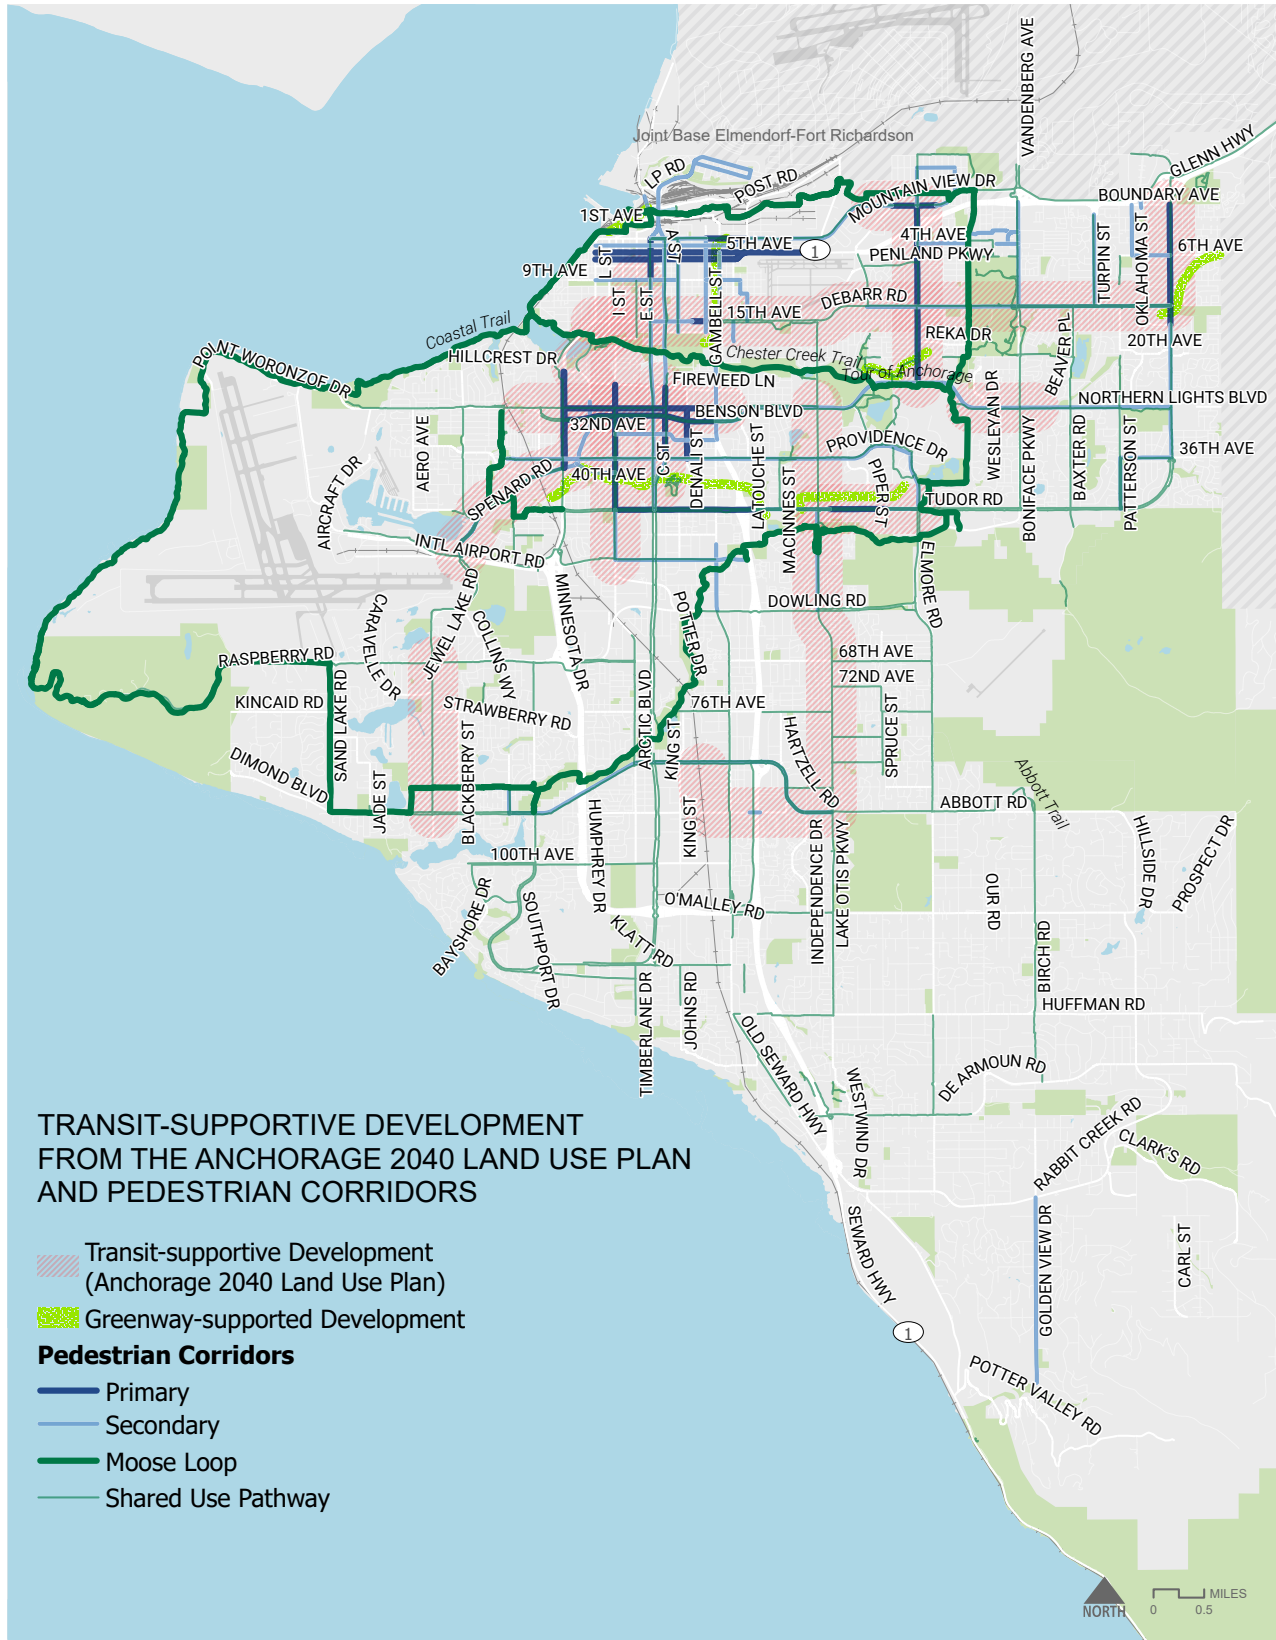 VANDENBERG AVE
Joint Base Elmendorf-Fort Richardson
GLENN HWY
LP RD
POST RD
MOUNTAIN VIEW DR
BOUNDARY AVE
1ST AVE
A ST
5TH AVE
1
4TH AVE
PENLAND PKWY
TURPIN ST
OKLAHOMA ST
6TH AVE
9TH AVE
L ST
I ST
E ST
GAMBELL ST
15TH AVE
DEBARR RD
REKA DR
20TH AVE
Coastal Trail
HILLCREST DR
Chester Creek Trail
Tour of Anchorage
BEAVER PL
POINT WORONZOF DR
FIREWEED LN
BENSON BLVD
NORTHERN LIGHTS BLVD
WESLEYAN DR
32ND AVE
AERO AVE
C ST
DENALI ST
LATOUCHE ST
PROVIDENCE DR
BONIFACE PKWY
BAXTER RD
PATTERSON ST
36TH AVE
AIRCRAFT DR
SPENARD RD
40TH AVE
MACINNES ST
PIPER ST
TUDOR RD
INTL AIRPORT RD
ELMORE RD
CARAVELLE DR
JEWEL LAKE RD
COLLINS WY
MINNESOTA DR
POTTER DR
DOWLING RD
RASPBERRY RD
68TH AVE
KINCAID RD
SAND LAKE RD
STRAWBERRY RD
ARCTIC BLVD
76TH AVE
72ND AVE
SPRUCE ST
DIMOND BLVD
JADE ST
BLACKBERRY ST
KING ST
HARTZELL RD
ABBOTT RD
Abbott Trail
100TH AVE
HUMPHREY DR
KING ST
INDEPENDENCE DR
LAKE OTIS PKWY
OUR RD
HILLSIDE DR
PROSPECT DR
BAYSHORE DR
SOUTHPORT DR
KLATT RD
O'MALLEY RD
BIRCH RD
TIMBERLANE DR
JOHNS RD
HUFFMAN RD
OLD SEWARD HWY
WESTWIND DR
DE ARMOUN RD
RABBIT CREEK RD
CLARK'S RD
SEWARD HWY
GOLDEN VIEW DR
CARL ST
1
POTTER VALLEY RD
TRANSIT-SUPPORTIVE DEVELOPMENT
FROM THE ANCHORAGE 2040 LAND USE PLAN
AND PEDESTRIAN CORRIDORS
Transit-supportive Development
(Anchorage 2040 Land Use Plan)
Greenway-supported Development
Pedestrian Corridors
Primary
Secondary
Moose Loop
Shared Use Pathway
NORTH
MILES
0 0.5